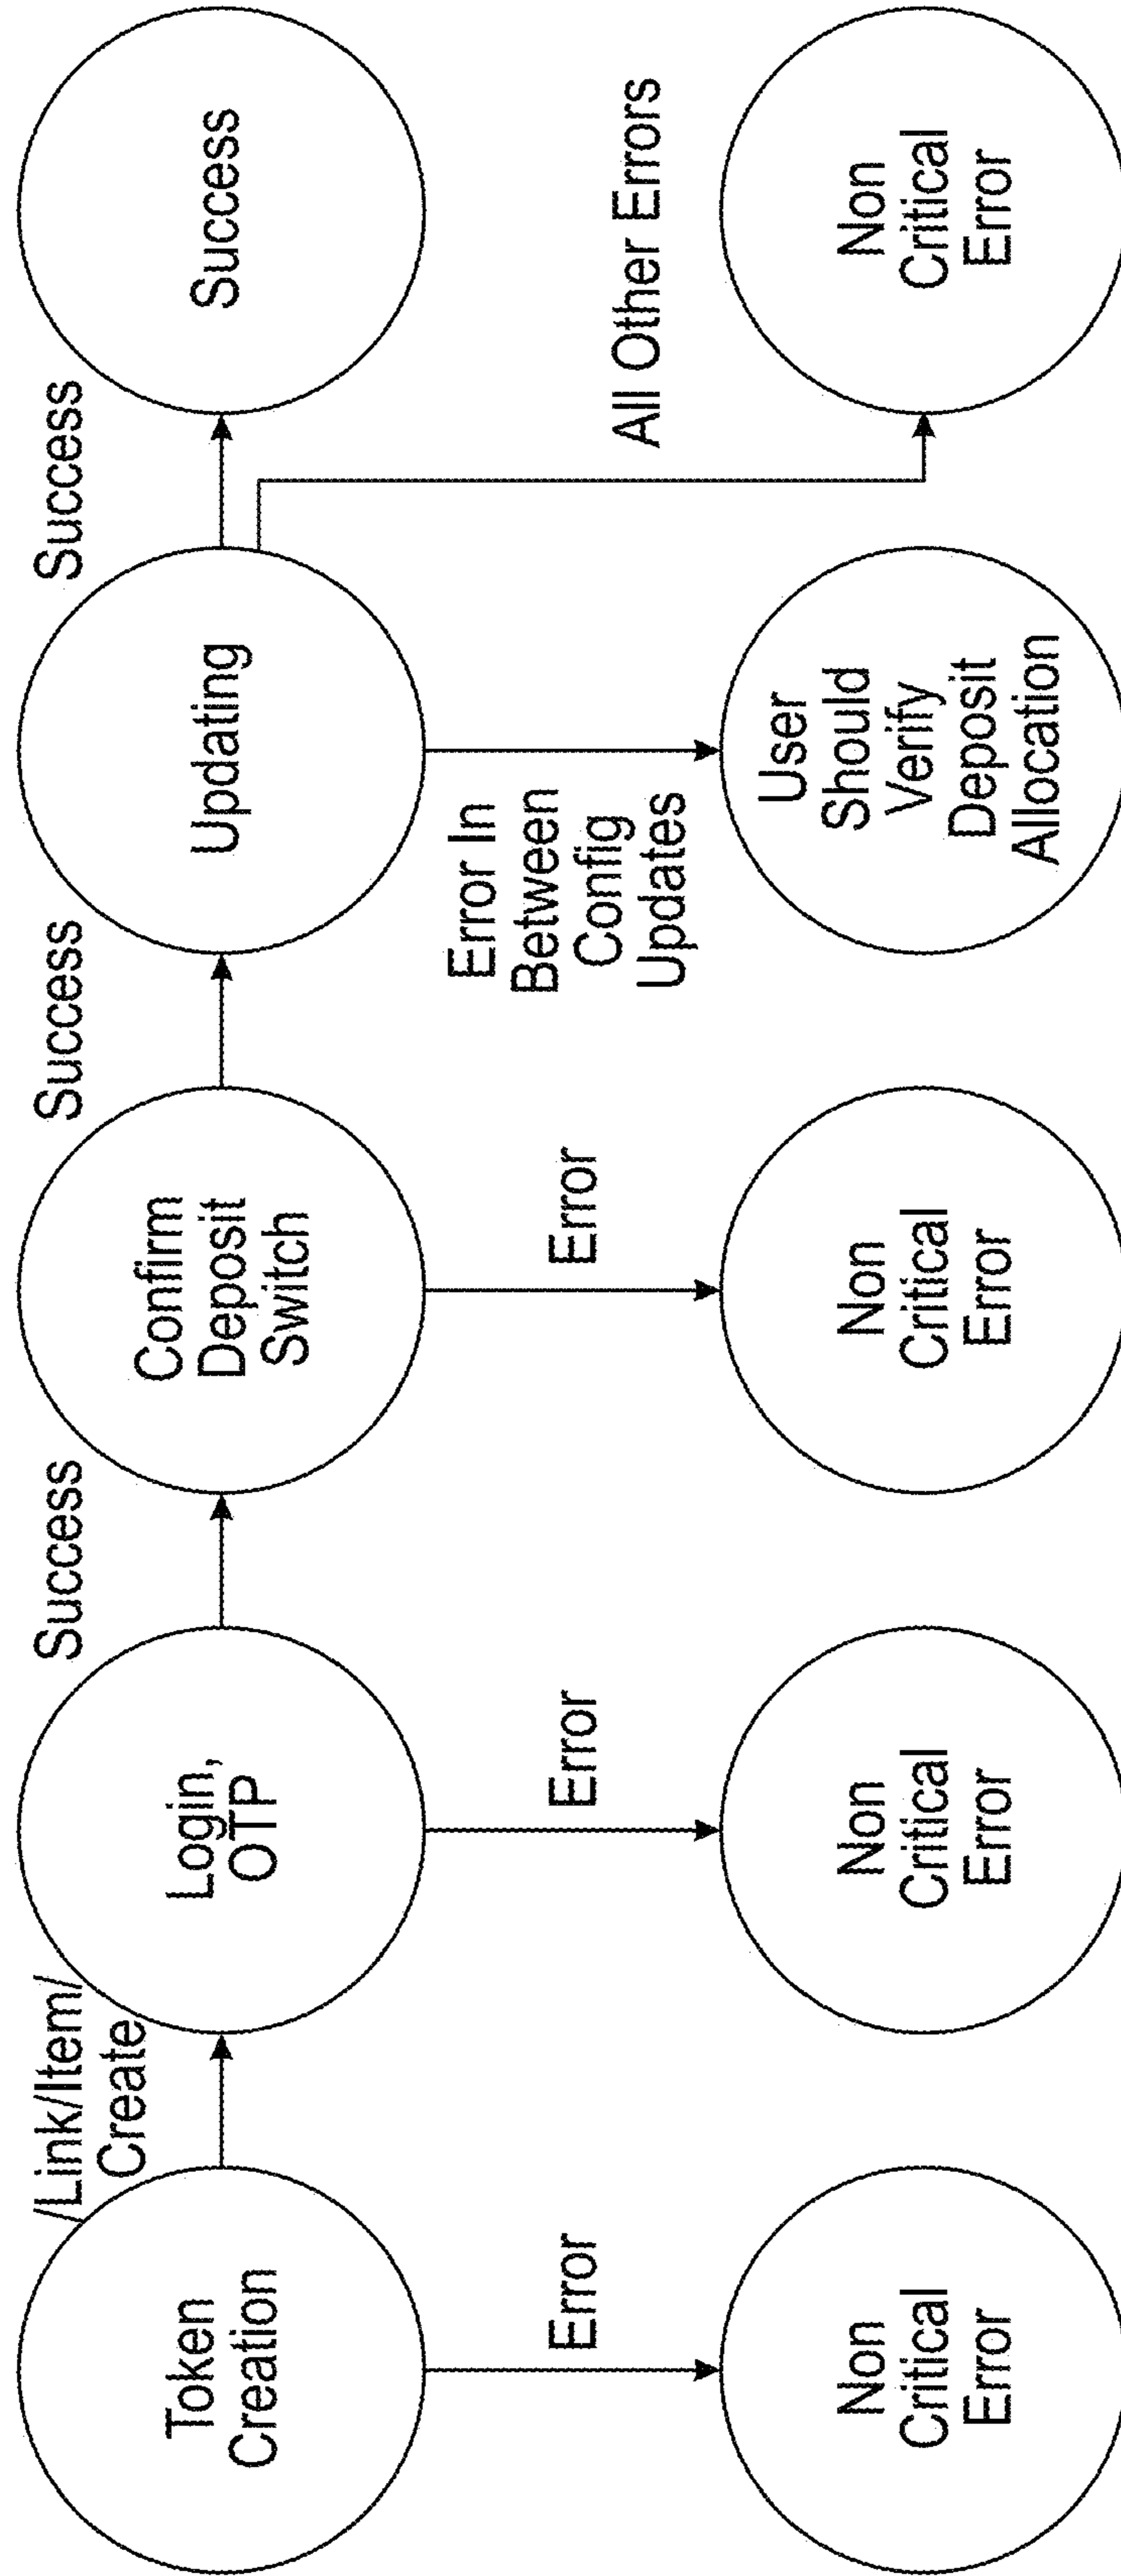 Token
Creation
/Link/Item/
Create
Login,
OTP
Success
Confirm
Deposit
Switch
Success
Updating
Success
Success
Error
Error
Error
Error In
Between
Config
Updates
All Other Errors
Non
Critical
Error
Non
Critical
Error
Non
Critical
Error
User
Should
Verify
Deposit
Allocation
Non
Critical
Error